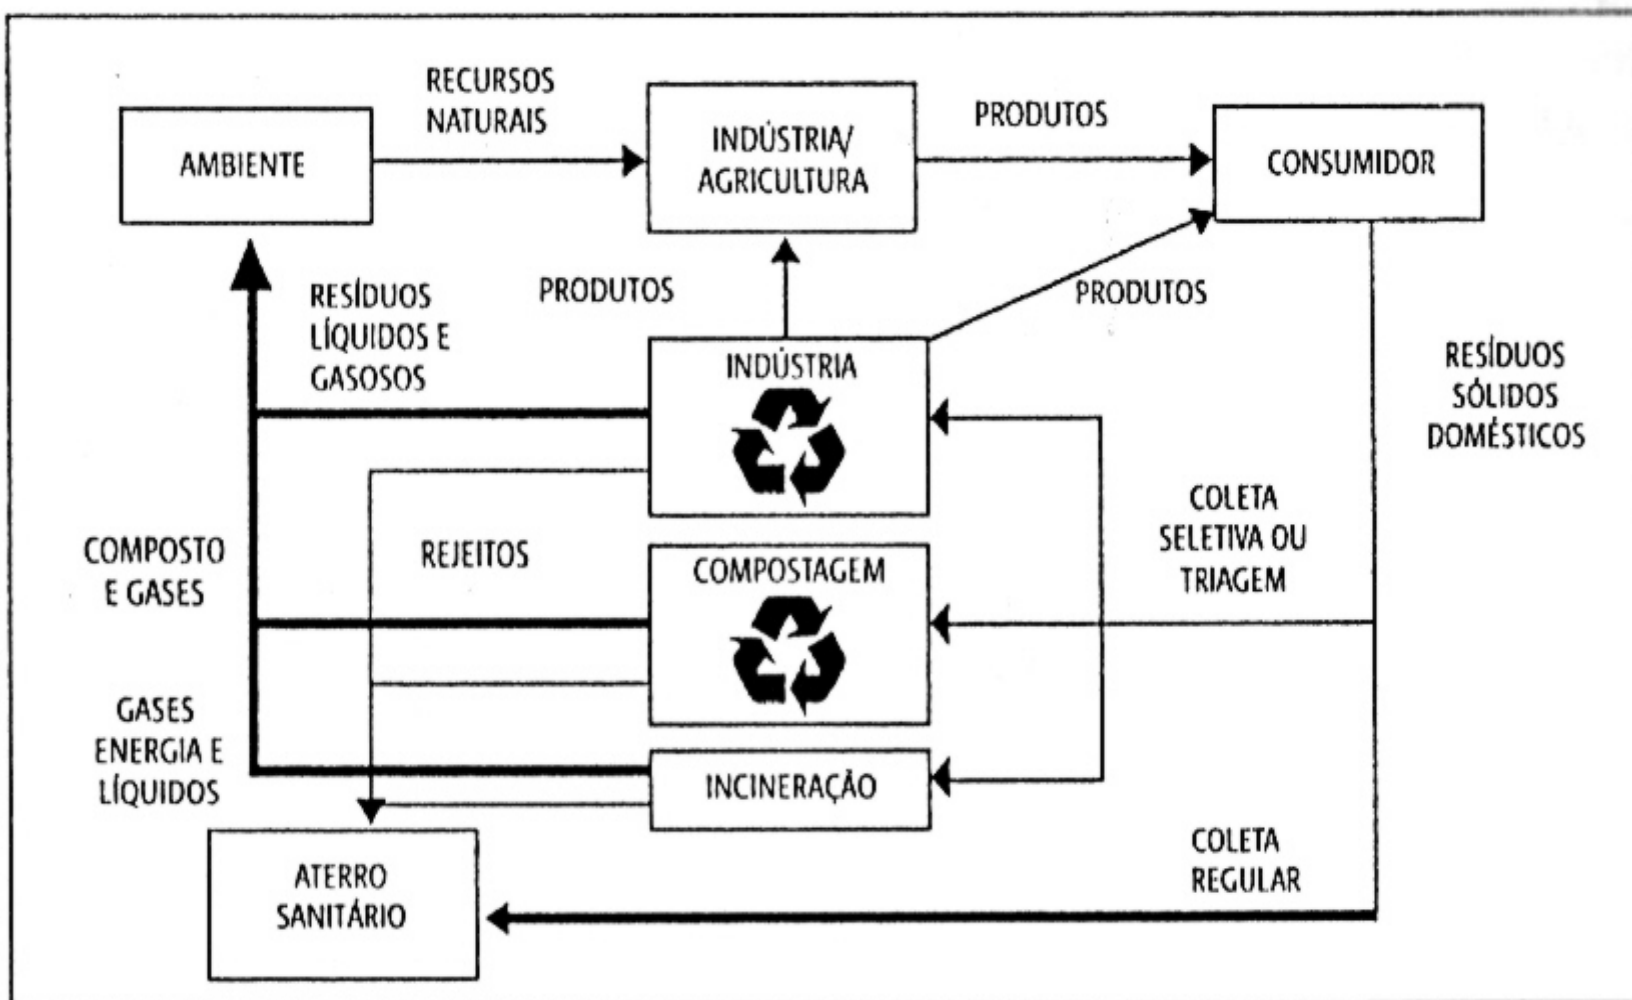 RECURSOS
NATURAIS
AMBIENTE
INDÚSTRIA/
AGRICULTURA
PRODUTOS
CONSUMIDOR
RESÍDUOS
LÍQUIDOS E
GASOSOS
PRODUTOS
PRODUTOS
INDÚSTRIA
RESÍDUOS
SÓLIDOS
DOMÉSTICOS
COMPOSTO
E GASES
REJEITOS
COMPOSTAGEM
COLETA
SELETIVA OU
TRIAGEM
GASES
ENERGIA E
LÍQUIDOS
INCINERAÇÃO
ATERRO
SANITÁRIO
COLETA
REGULAR